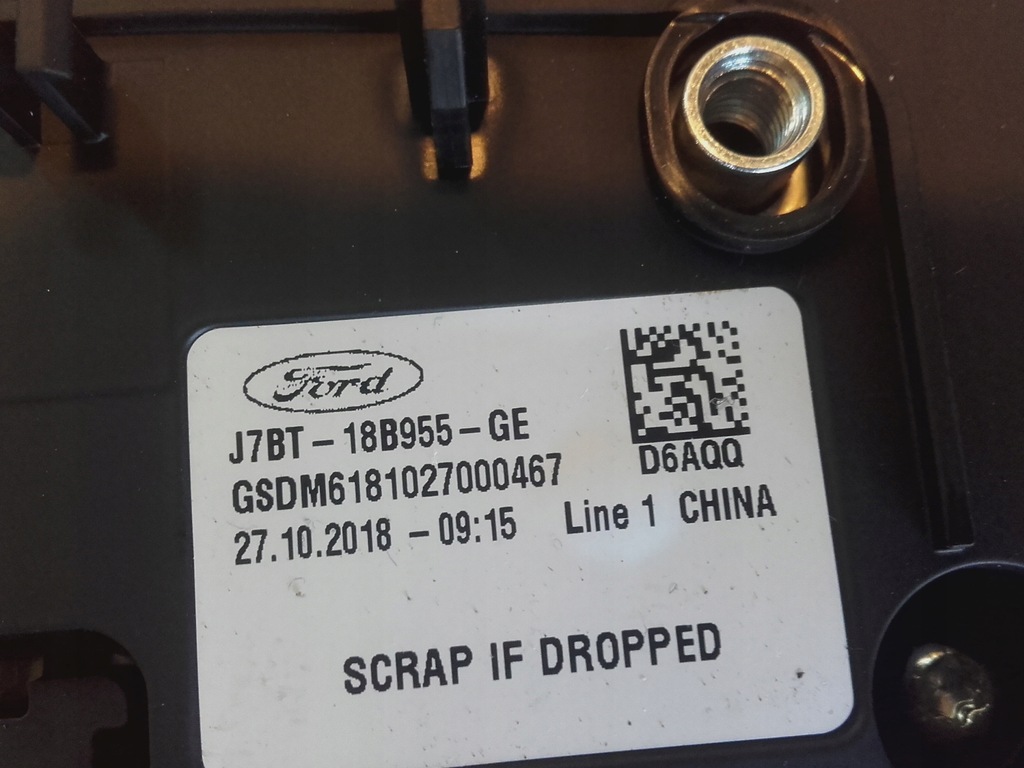 Ford
J7BT-18B955-GE
D6AQQ
GSDM6181027000467
27.10.2018 - 09:15 Line 1 CHINA
SCRAP IF DROPPED